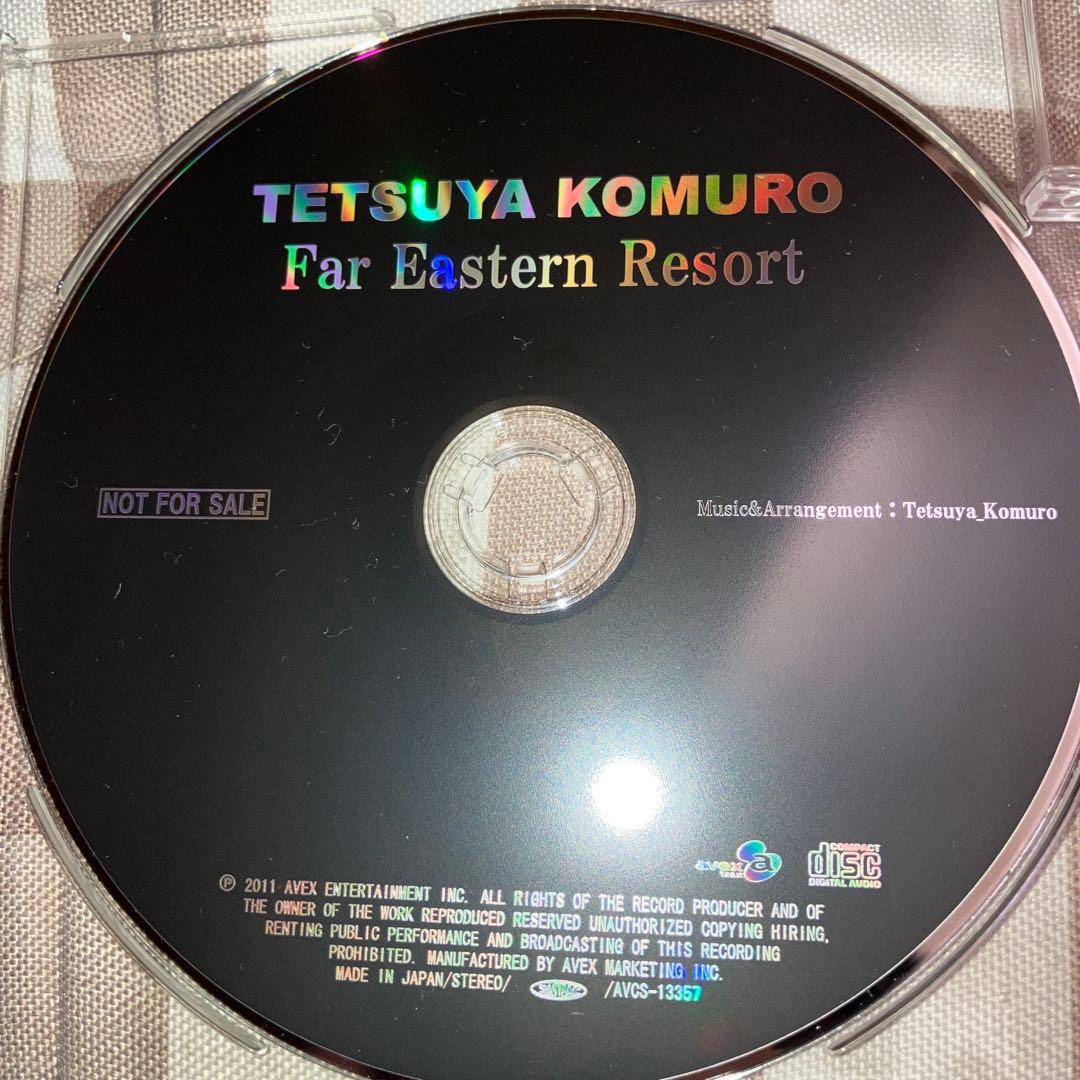 TETSUYA KOMURO
Far Eastern Resort
NOT FOR SALE
Music&Arrangement：Tetsuya_Komuro
avex
trax
a
COMPACT
disc
DIGITAL AUDIO
Ⓟ 2011 AVEX ENTERTAINMENT INC. ALL RIGHTS OF THE RECORD PRODUCER AND OF
THE OWNER OF THE WORK REPRODUCED RESERVED UNAUTHORIZED COPYING HIRING,
RENTING PUBLIC PERFORMANCE AND BROADCASTING OF THIS RECORDING
PROHIBITED. MANUFACTURED BY AVEX MARKETING INC.
MADE IN JAPAN/STEREO/ /AVCS-13357